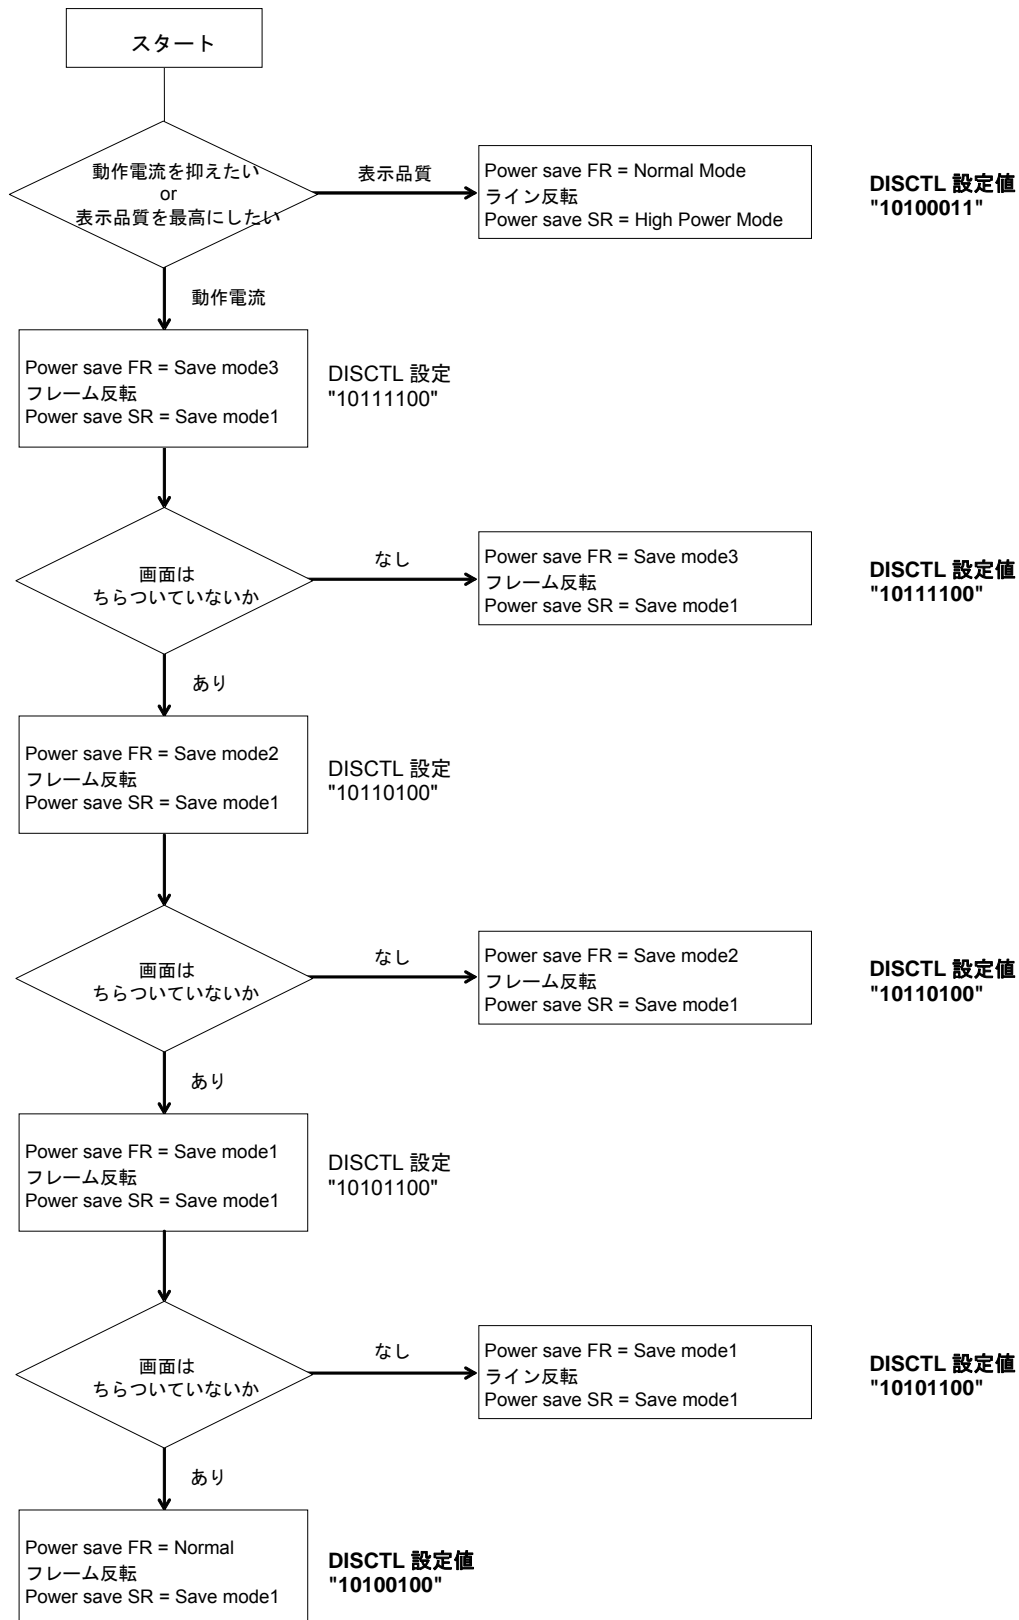 スタート
動作電流を抑えたい
or
表示品質を最高にしたい
表示品質
Power save FR = Normal Mode
ライン反転
Power save SR = High Power Mode
DISCTL 設定値
"10100011"
動作電流
Power save FR = Save mode3
フレーム反転
Power save SR = Save mode1
DISCTL 設定
"10111100"
画面は
ちらついていないか
なし
Power save FR = Save mode3
フレーム反転
Power save SR = Save mode1
DISCTL 設定値
"10111100"
あり
Power save FR = Save mode2
フレーム反転
Power save SR = Save mode1
DISCTL 設定
"10110100"
画面は
ちらついていないか
なし
Power save FR = Save mode2
フレーム反転
Power save SR = Save mode1
DISCTL 設定値
"10110100"
あり
Power save FR = Save mode1
フレーム反転
Power save SR = Save mode1
DISCTL 設定
"10101100"
画面は
ちらついていないか
なし
Power save FR = Save mode1
ライン反転
Power save SR = Save mode1
DISCTL 設定値
"10101100"
あり
Power save FR = Normal
フレーム反転
Power save SR = Save mode1
DISCTL 設定値
"10100100"